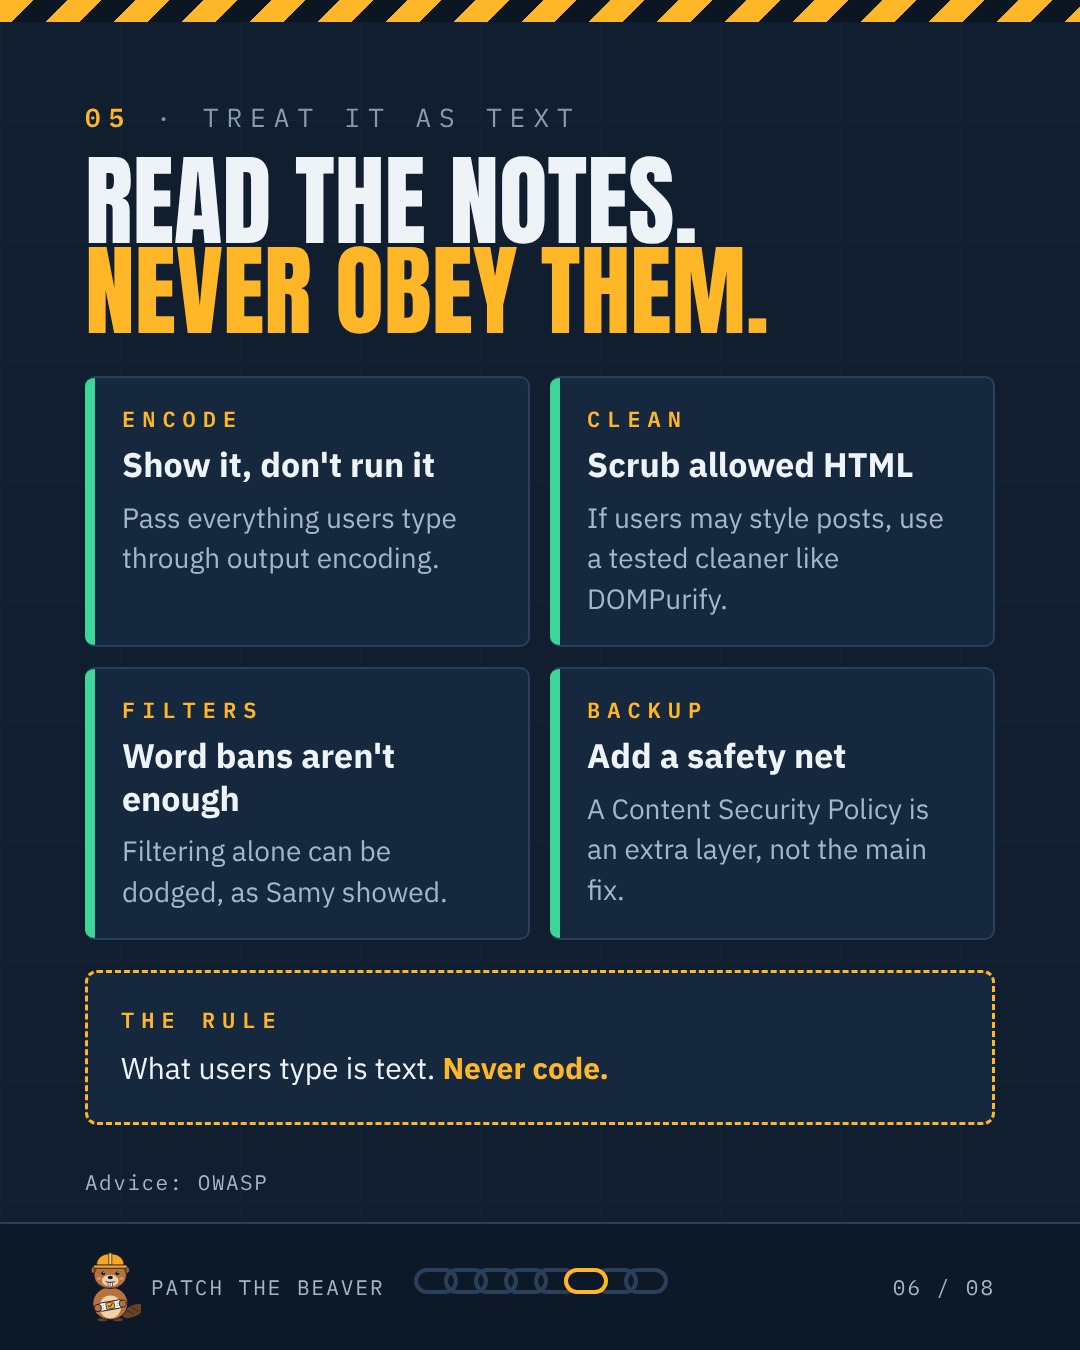 05 · TREAT IT AS TEXT
READ THE NOTES.
NEVER OBEY THEM.
ENCODE
Show it, don't run it
Pass everything users type
through output encoding.
CLEAN
Scrub allowed HTML
If users may style posts, use
a tested cleaner like
DOMPurify.
FILTERS
Word bans aren't
enough
Filtering alone can be
dodged, as Samy showed.
BACKUP
Add a safety net
A Content Security Policy is
an extra layer, not the main
fix.
THE RULE
What users type is text. Never code.
Advice: OWASP
PATCH THE BEAVER
06 / 08